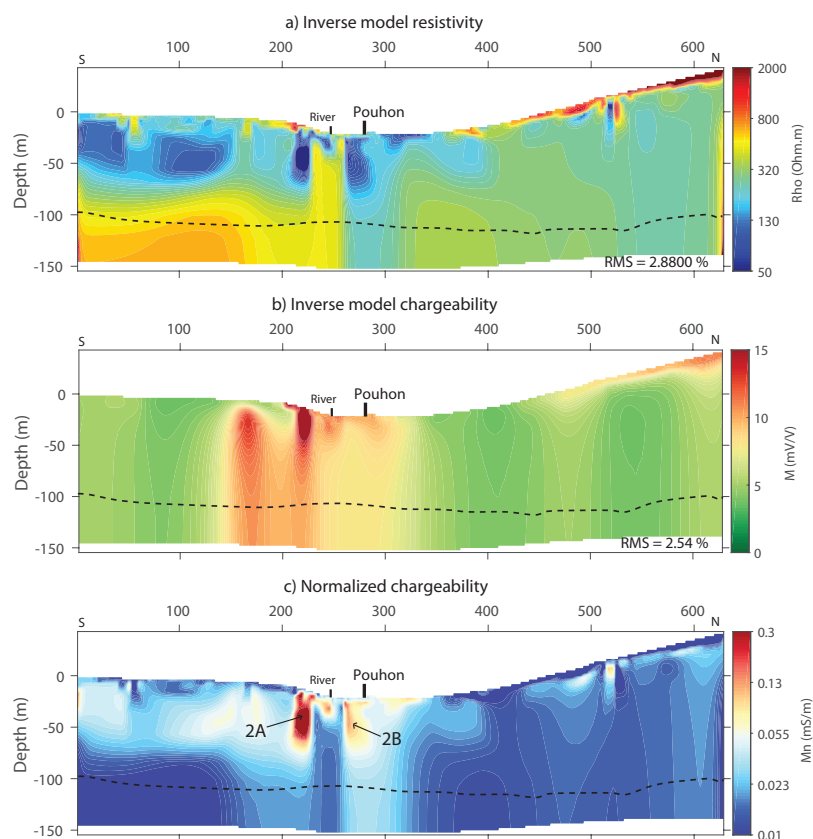 a) Inverse model resistivity
100 200 300 400 500 600
S N
River Pouhon
0
-50
-100
-150
Depth (m)
RMS = 2.8800 %
2000
800
320
130
50
Rho (Ohm.m)
b) Inverse model chargeability
100 200 300 400 500 600
S N
River Pouhon
0
-50
-100
-150
Depth (m)
RMS = 2.54 %
15
10
5
0
M (mV/V)
c) Normalized chargeability
100 200 300 400 500 600
S N
River Pouhon
0
-50
-100
-150
Depth (m)
2A 2B
0.3
0.13
0.055
0.023
0.01
Mn (mS/m)